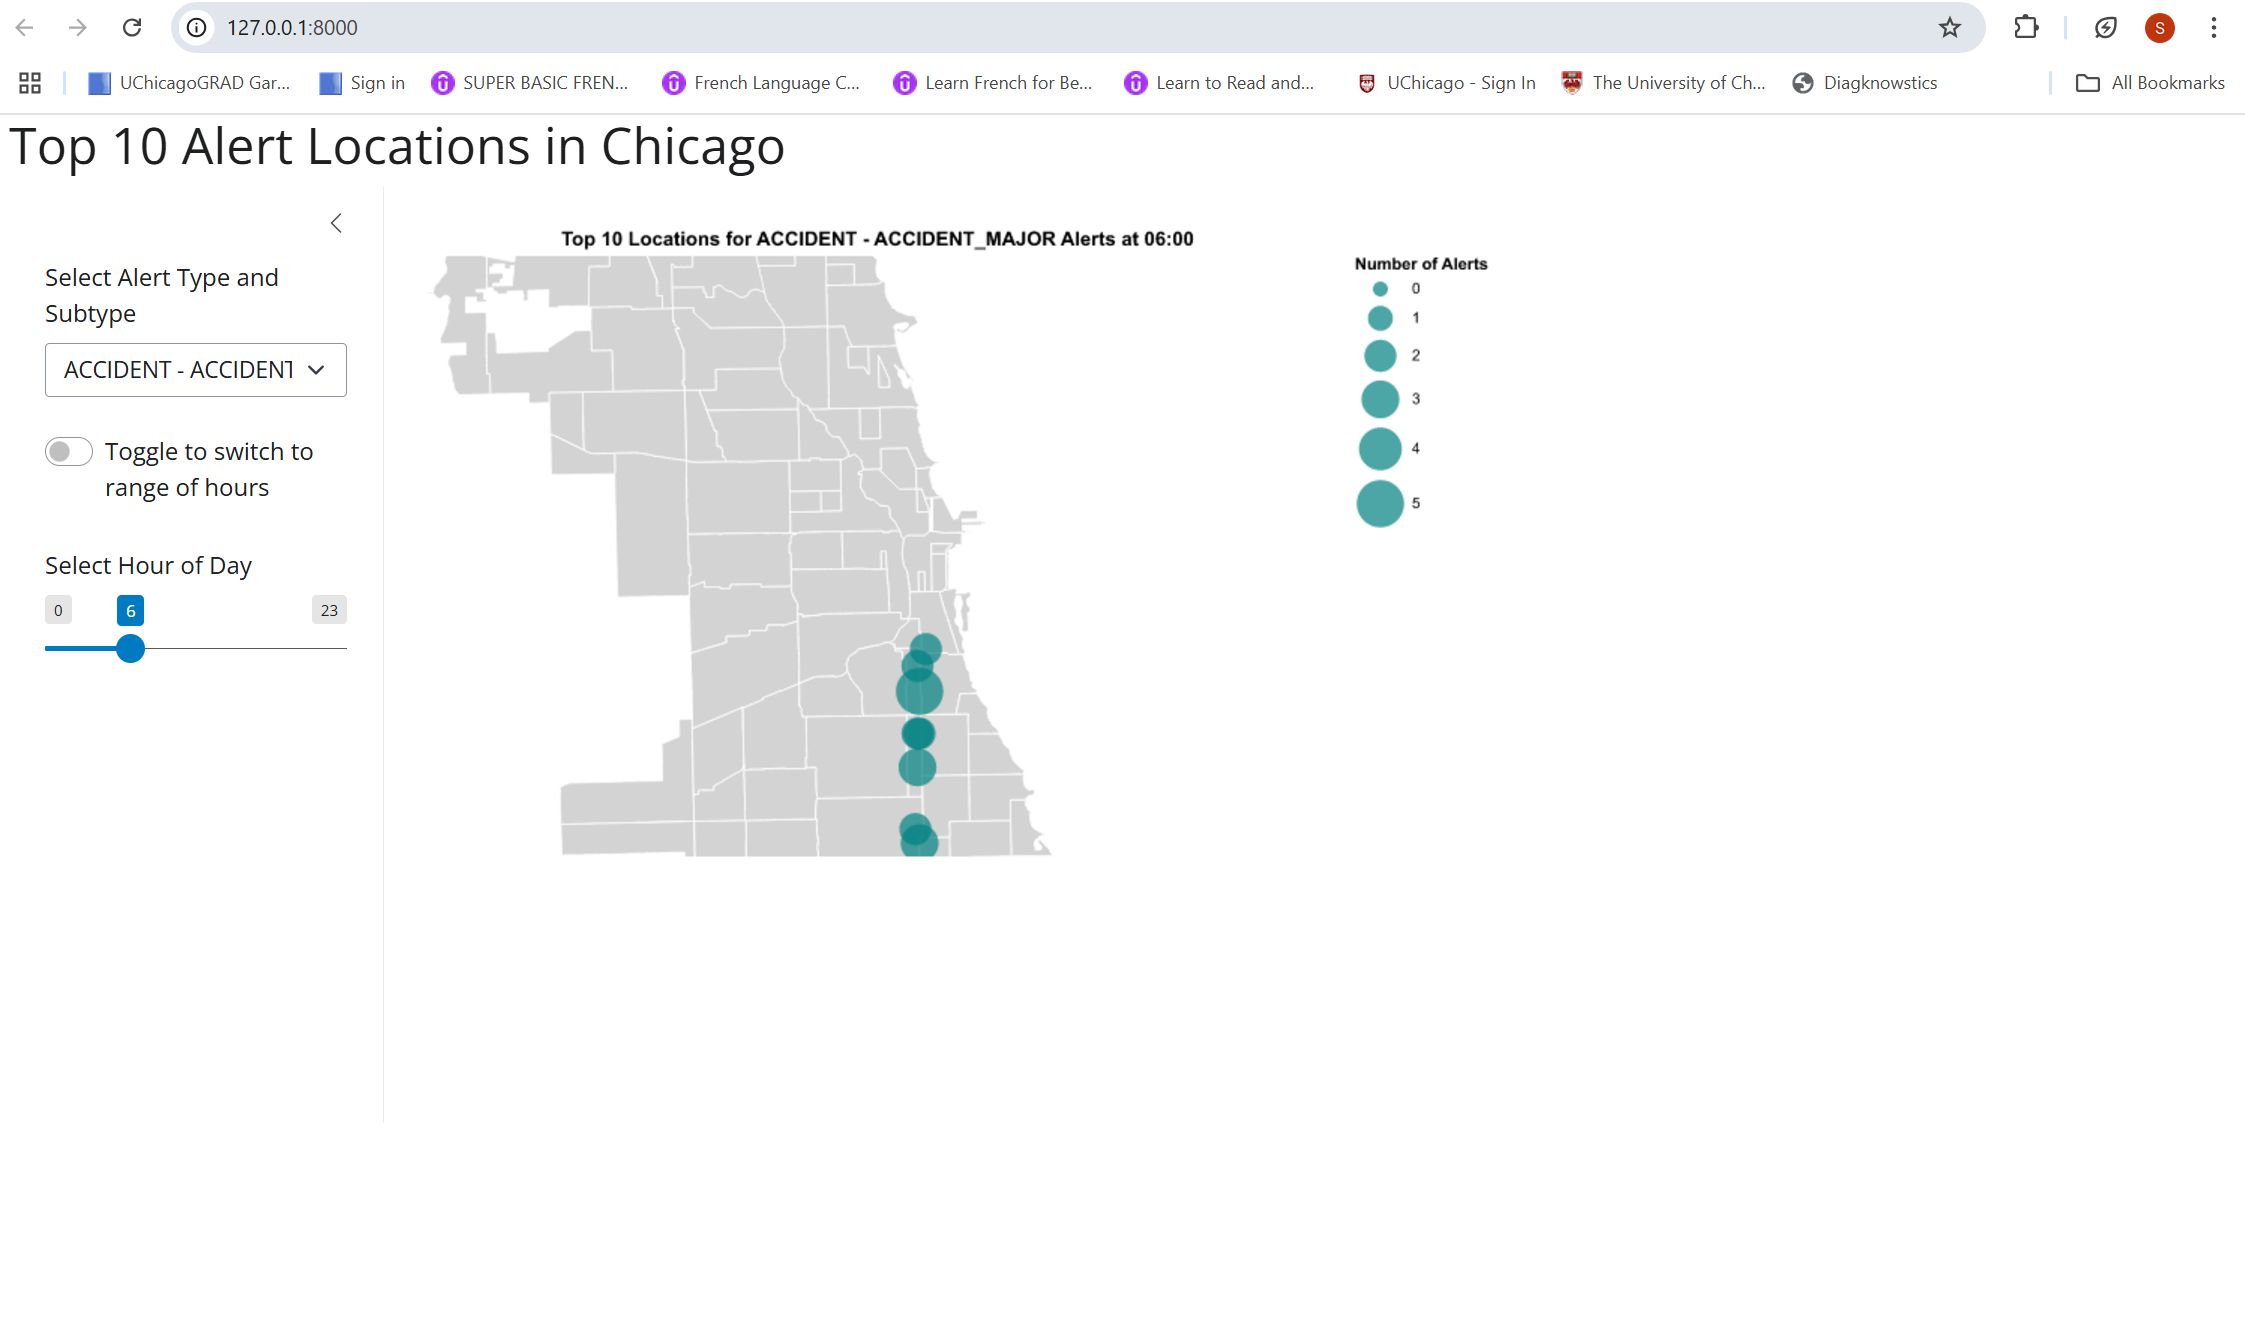 127.0.0.1:8000
S
UChicagoGRAD Gar...
Sign in
SUPER BASIC FREN...
French Language C...
Learn French for Be...
Learn to Read and...
UChicago - Sign In
The University of Ch...
Diagknowstics
All Bookmarks
Top 10 Alert Locations in Chicago
Select Alert Type and
Subtype
ACCIDENT - ACCIDENT
Toggle to switch to
range of hours
Select Hour of Day
0
6
23
Top 10 Locations for ACCIDENT - ACCIDENT_MAJOR Alerts at 06:00
Number of Alerts
0
1
2
3
4
5